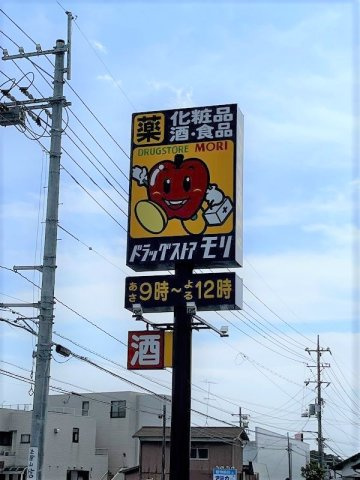 薬 化粧品
酒・食品
DRUGSTORE MORI
ドラッグストア モリ
あさ9時〜よる12時
酒